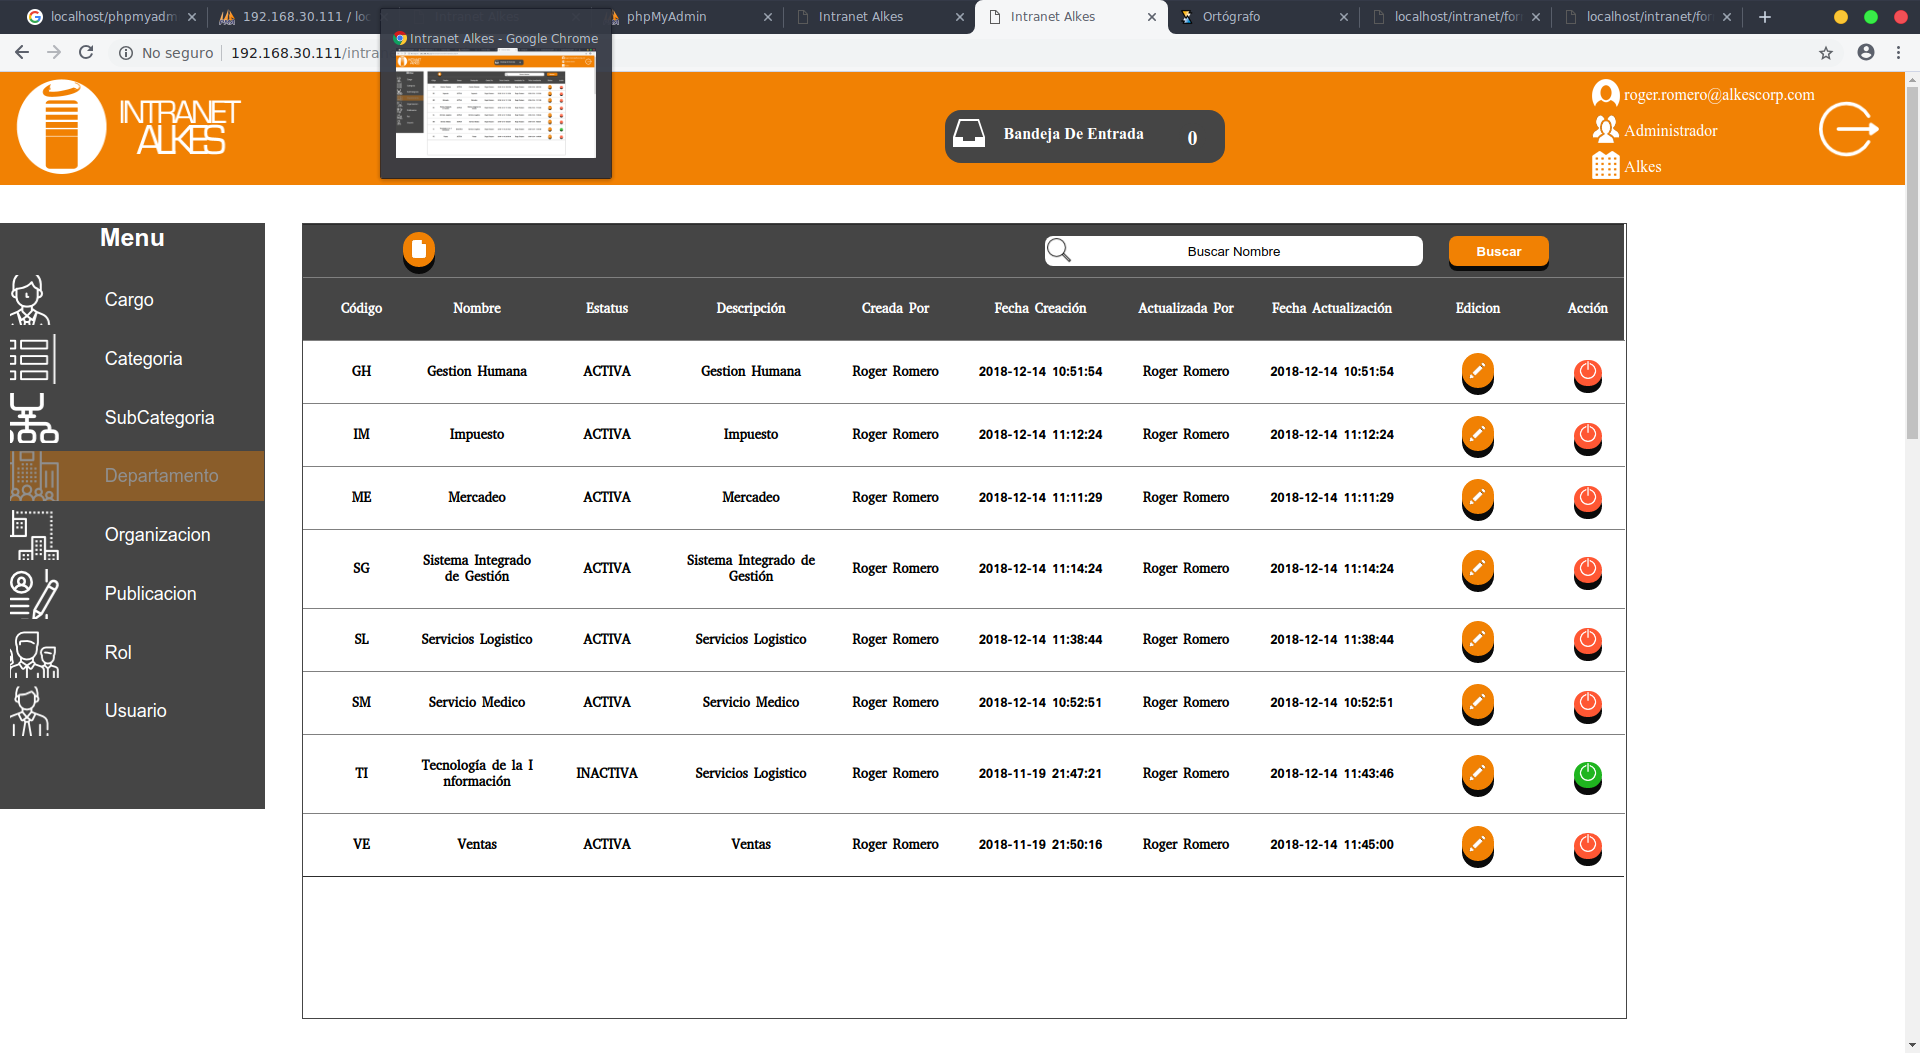 localhost/phpmyadm
192.168.30.111 / loc
phpMyAdmin
Intranet Alkes
Intranet Alkes
Ortógrafo
localhost/intranet/for
localhost/intranet/for
Intranet Alkes - Google Chrome
No seguro
192.168.30.111/intra
INTRANET
ALKES
Bandeja De Entrada 0
roger.romero@alkescorp.com
Administrador
Alkes
Menu
Cargo
Categoria
SubCategoria
Departamento
Organizacion
Publicacion
Rol
Usuario
Buscar Nombre
Buscar
Código Nombre Estatus Descripción Creada Por Fecha Creación Actualizada Por Fecha Actualización Edicion Acción
GH Gestion Humana ACTIVA Gestion Humana Roger Romero 2018-12-14 10:51:54 Roger Romero 2018-12-14 10:51:54
IM Impuesto ACTIVA Impuesto Roger Romero 2018-12-14 11:12:24 Roger Romero 2018-12-14 11:12:24
ME Mercadeo ACTIVA Mercadeo Roger Romero 2018-12-14 11:11:29 Roger Romero 2018-12-14 11:11:29
SG Sistema Integrado de Gestión ACTIVA Sistema Integrado de Gestión Roger Romero 2018-12-14 11:14:24 Roger Romero 2018-12-14 11:14:24
SL Servicios Logistico ACTIVA Servicios Logistico Roger Romero 2018-12-14 11:38:44 Roger Romero 2018-12-14 11:38:44
SM Servicio Medico ACTIVA Servicio Medico Roger Romero 2018-12-14 10:52:51 Roger Romero 2018-12-14 10:52:51
TI Tecnología de la I nformación INACTIVA Servicios Logistico Roger Romero 2018-11-19 21:47:21 Roger Romero 2018-12-14 11:43:46
VE Ventas ACTIVA Ventas Roger Romero 2018-11-19 21:50:16 Roger Romero 2018-12-14 11:45:00